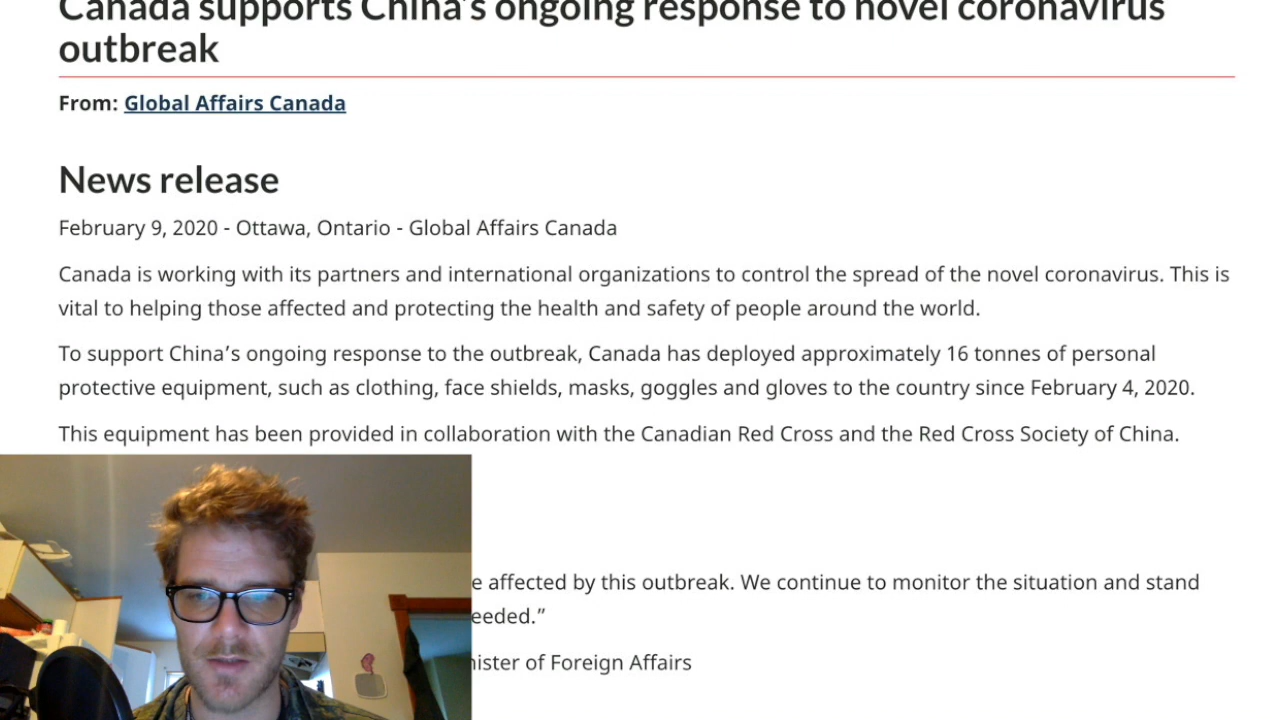 Canada supports China's ongoing response to novel coronavirus
outbreak
From: Global Affairs Canada
News release
February 9, 2020 - Ottawa, Ontario - Global Affairs Canada
Canada is working with its partners and international organizations to control the spread of the novel coronavirus. This is
vital to helping those affected and protecting the health and safety of people around the world.
To support China’s ongoing response to the outbreak, Canada has deployed approximately 16 tonnes of personal
protective equipment, such as clothing, face shields, masks, goggles and gloves to the country since February 4, 2020.
This equipment has been provided in collaboration with the Canadian Red Cross and the Red Cross Society of China.
affected by this outbreak. We continue to monitor the situation and stand
eeded.”
nister of Foreign Affairs